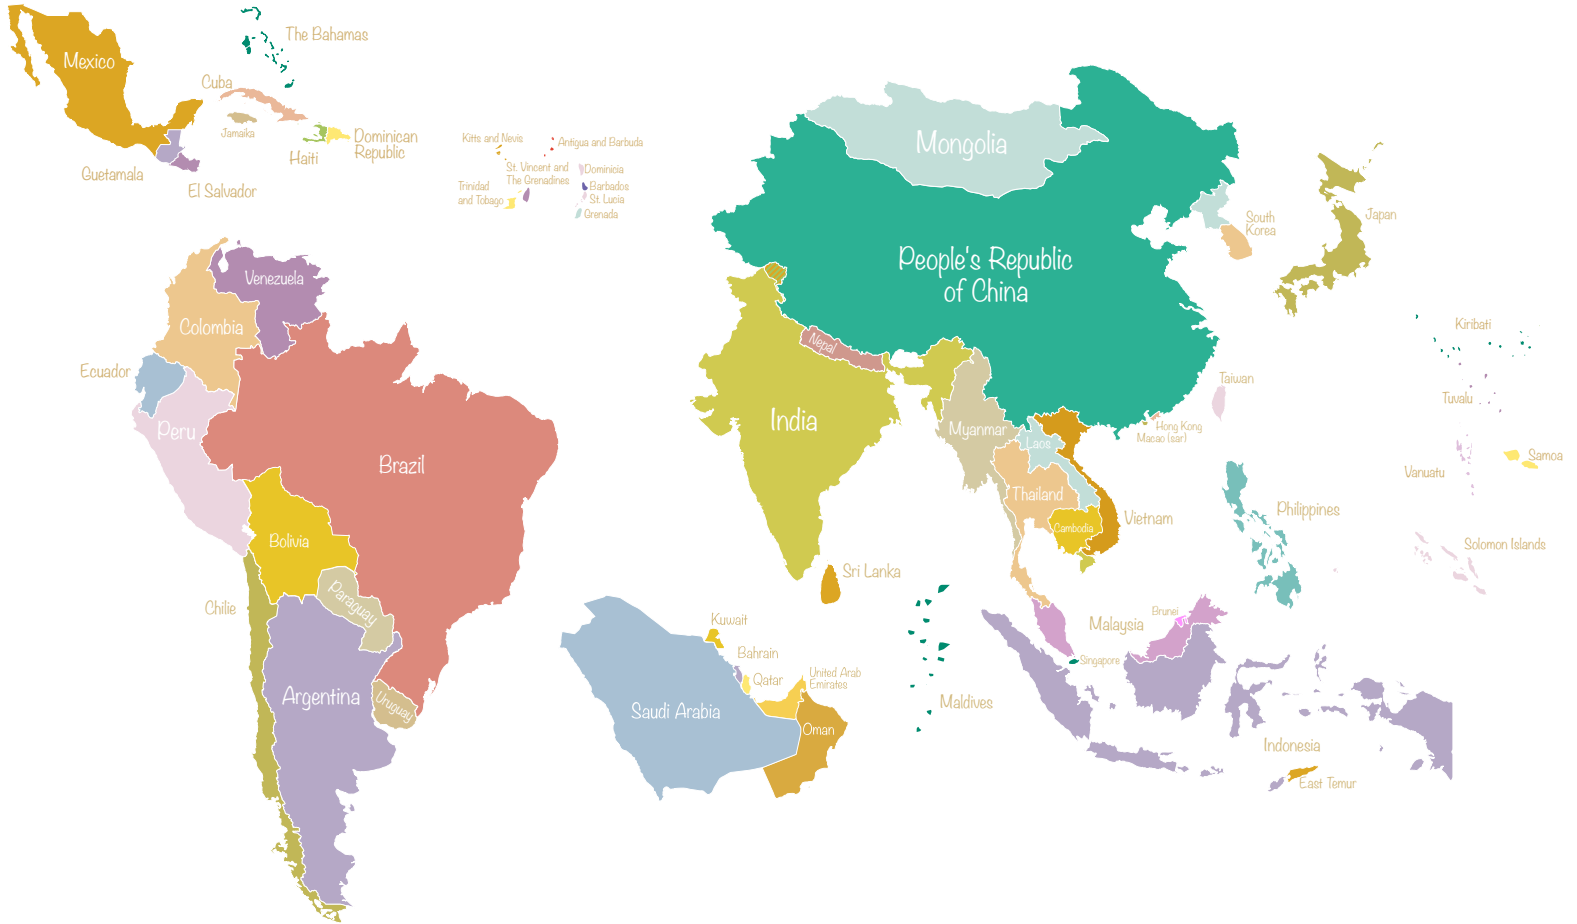 The Bahamas
Mexico
Cuba
Jamaika
Dominican
Republic
Haiti
Guetamala
El Salvador
Kitts and Nevis
Antigua and Barbuda
St. Vincent and
The Grenadines
Dominicia
Trinidad
and Tobago
Barbados
St. Lucia
Grenada
Mongolia
South
Korea
Japan
People's Republic
of China
Venezuela
Colombia
Ecuador
Peru
Brazil
Bolivia
Paraguay
Chilie
Argentina
Uruguay
Nepal
India
Myanmar
Laos
Thailand
Cambodia
Vietnam
Taiwan
Hong Kong
Macao (sar)
Kiribati
Tuvalu
Vanuatu
Samoa
Solomon Islands
Philippines
Sri Lanka
Maldives
Kuwait
Bahrain
Qatar
United Arab
Emirates
Saudi Arabia
Oman
Malaysia
Brunei
Singapore
Indonesia
East Temur